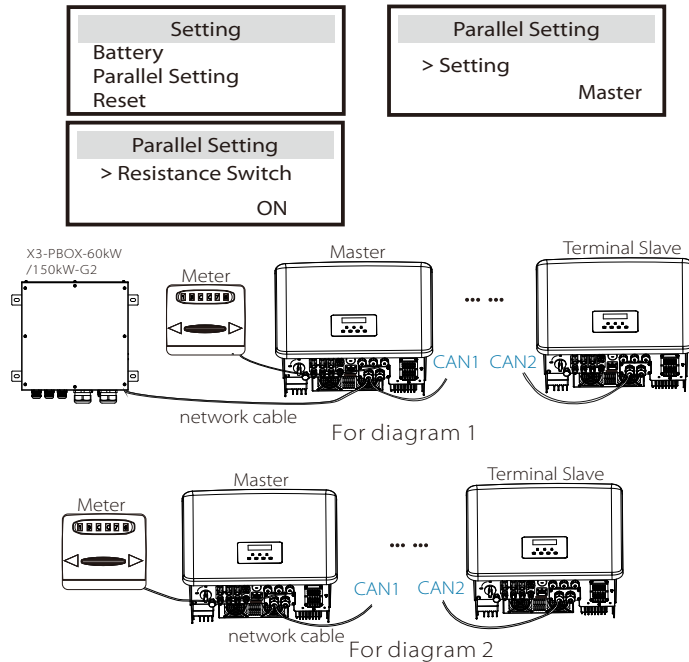 Setting
Battery
Parallel Setting
Reset
Parallel Setting
> Setting
Master
Parallel Setting
> Resistance Switch
ON
X3-PBOX-60kW
/150kW-G2
Meter
Master
Terminal Slave
... ...
CAN1 CAN2
network cable
For diagram 1
Meter
Master
Terminal Slave
... ...
CAN1 CAN2
network cable
For diagram 2